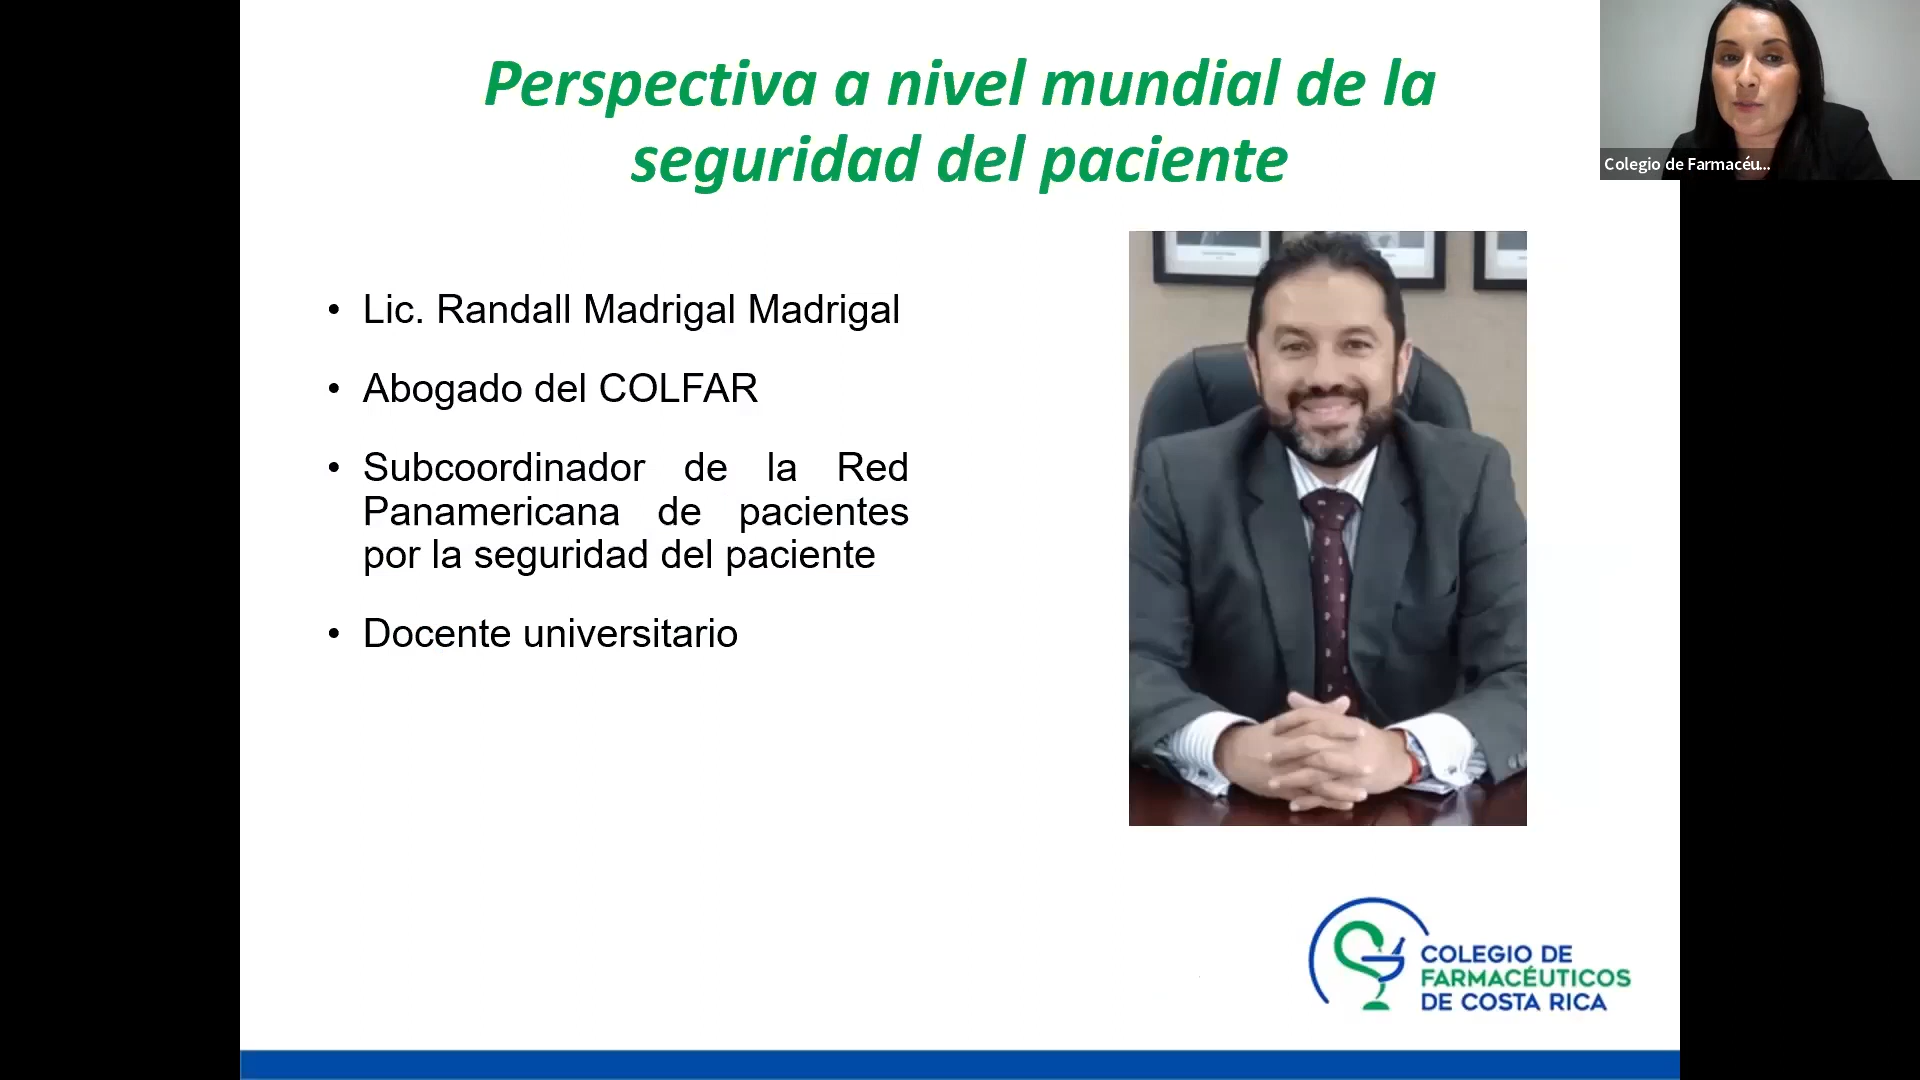 Perspectiva a nivel mundial de la
seguridad del paciente
Colegio de Farmacéu...
• Lic. Randall Madrigal Madrigal
• Abogado del COLFAR
• Subcoordinador de la Red
Panamericana de pacientes
por la seguridad del paciente
• Docente universitario
COLEGIO DE
FARMACÉUTICOS
DE COSTA RICA